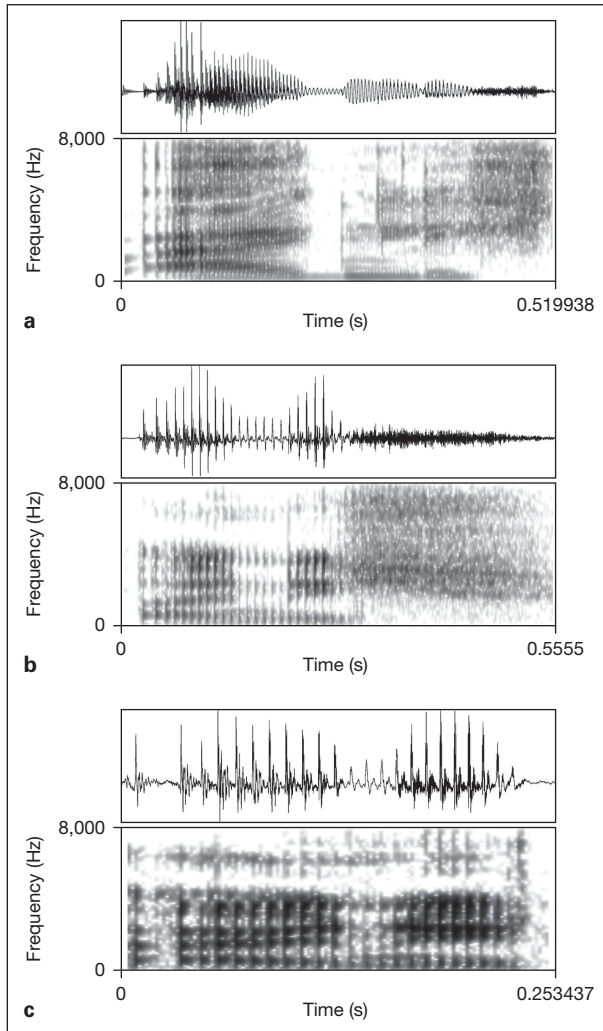 8,000
Frequency (Hz)
0
0
0.519938
Time (s)
a
8,000
Frequency (Hz)
0
0
0.5555
Time (s)
b
8,000
Frequency (Hz)
0
0
0.253437
Time (s)
c